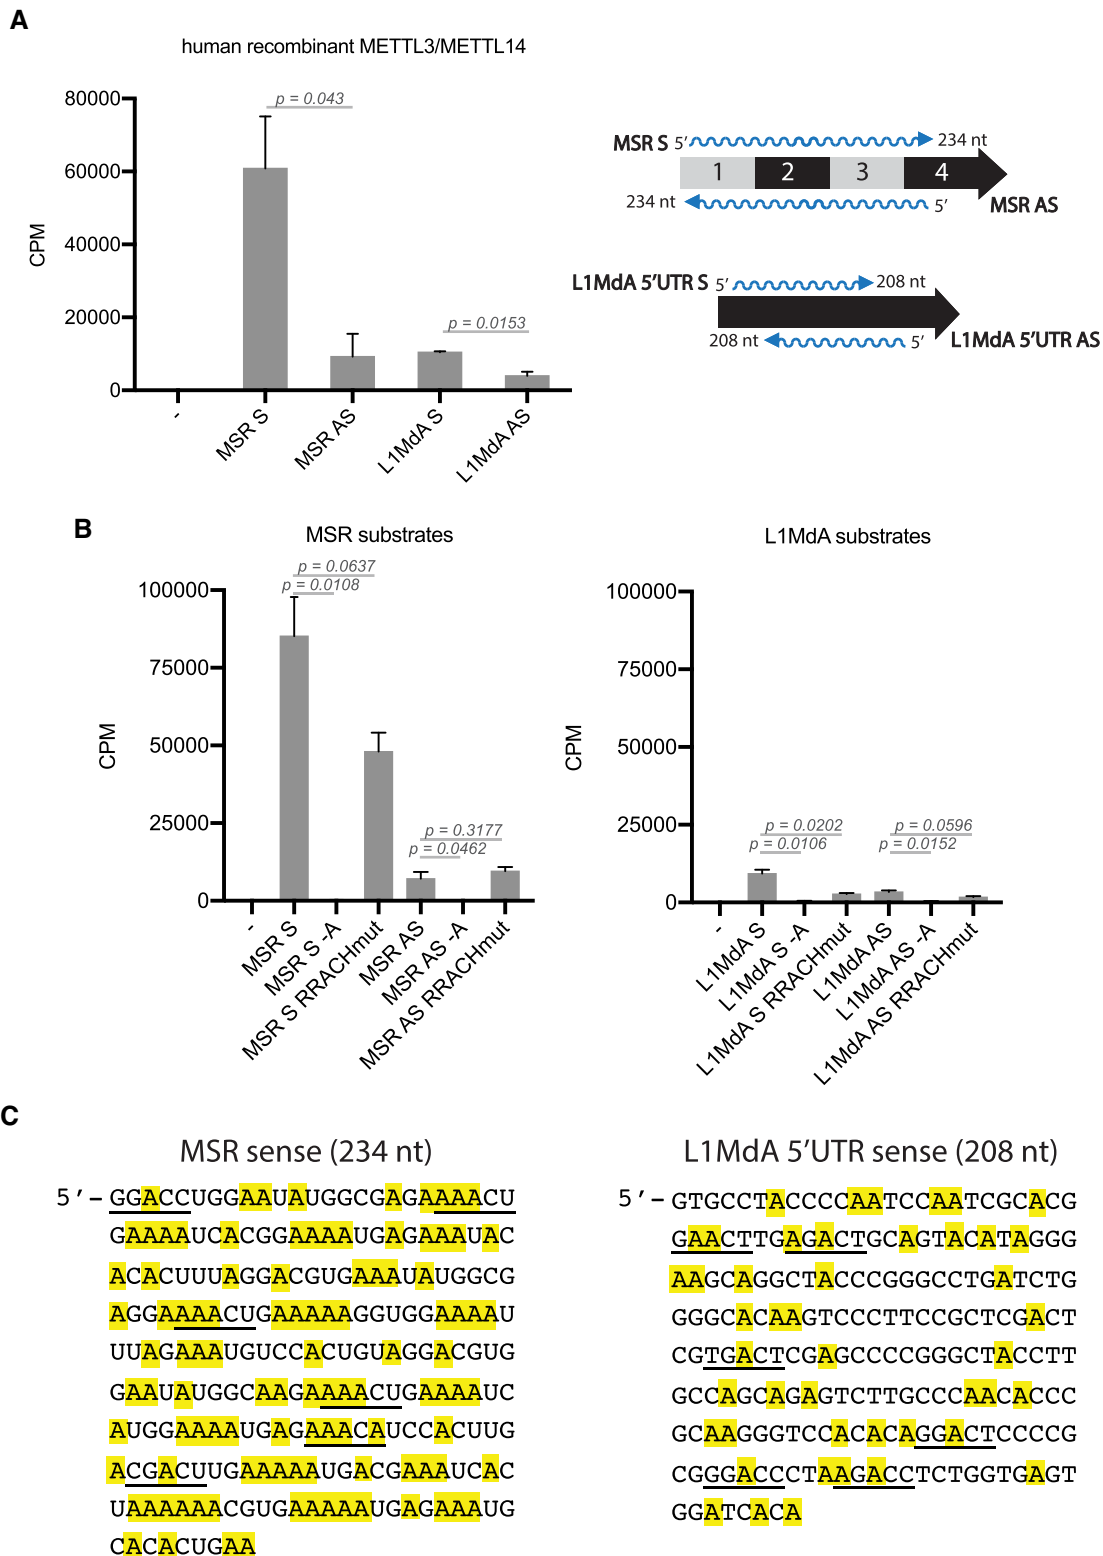 A
human recombinant METTL3/METTL14
80000
60000
40000
20000
0
CPM
p = 0.043
p = 0.0153
-
MSR S
MSR AS
L1MdA S
L1MdA AS
MSR S 5’ 234 nt
1 2 3 4
234 nt 5’ MSR AS
L1MdA 5’UTR S 5’ 208 nt
208 nt 5’ L1MdA 5’UTR AS
B
MSR substrates
100000
75000
50000
25000
0
CPM
p = 0.0637
p = 0.0108
p = 0.3177
p = 0.0462
-
MSR S
MSR S -A
MSR S RRACHmut
MSR AS
MSR AS -A
MSR AS RRACHmut
L1MdA substrates
100000
75000
50000
25000
0
CPM
p = 0.0202
p = 0.0106
p = 0.0596
p = 0.0152
-
L1MdA S
L1MdA S -A
L1MdA S RRACHmut
L1MdA AS
L1MdA AS -A
L1MdA AS RRACHmut
C
MSR sense (234 nt)
5’-GGACCUGGAAUAUGGCGAGAAAACU
GAAAAUCACGGAAAAUGAGAAAUAC
ACACUUUAGGACGUGAAAUAUGGCG
AGGAAAACUGAAAAAGGUGGAAAAU
UUAGAAAUGUCCACUGUAGGACGUG
GAAUAUGGCAAGAAAACUGAAAAUC
AUGGAAAAUGAGAAACAUCCACUUG
ACGACUUGAAAAAUGACGAAAUCAC
UAAAAAACGUGAAAAAUGAGAAAUG
CACACUGAA
L1MdA 5’UTR sense (208 nt)
5’-GTGCCTACCCCAATCCAATCGCACG
GAACTTGAGACTGCAGTACATAGGG
AAGCAGGCTACCCGGGCCTGATCTG
GGGCACAAGTCCCTTCCGCTCGACT
CGTGACTCGAGCCCCGGGCTACCTT
GCCAGCAGAGTCTTGCCCAACACCC
GCAAGGGTCCACACAGGACTCCCCG
CGGGACCCTAAGACCTCTGGTGAGT
GGATCACA